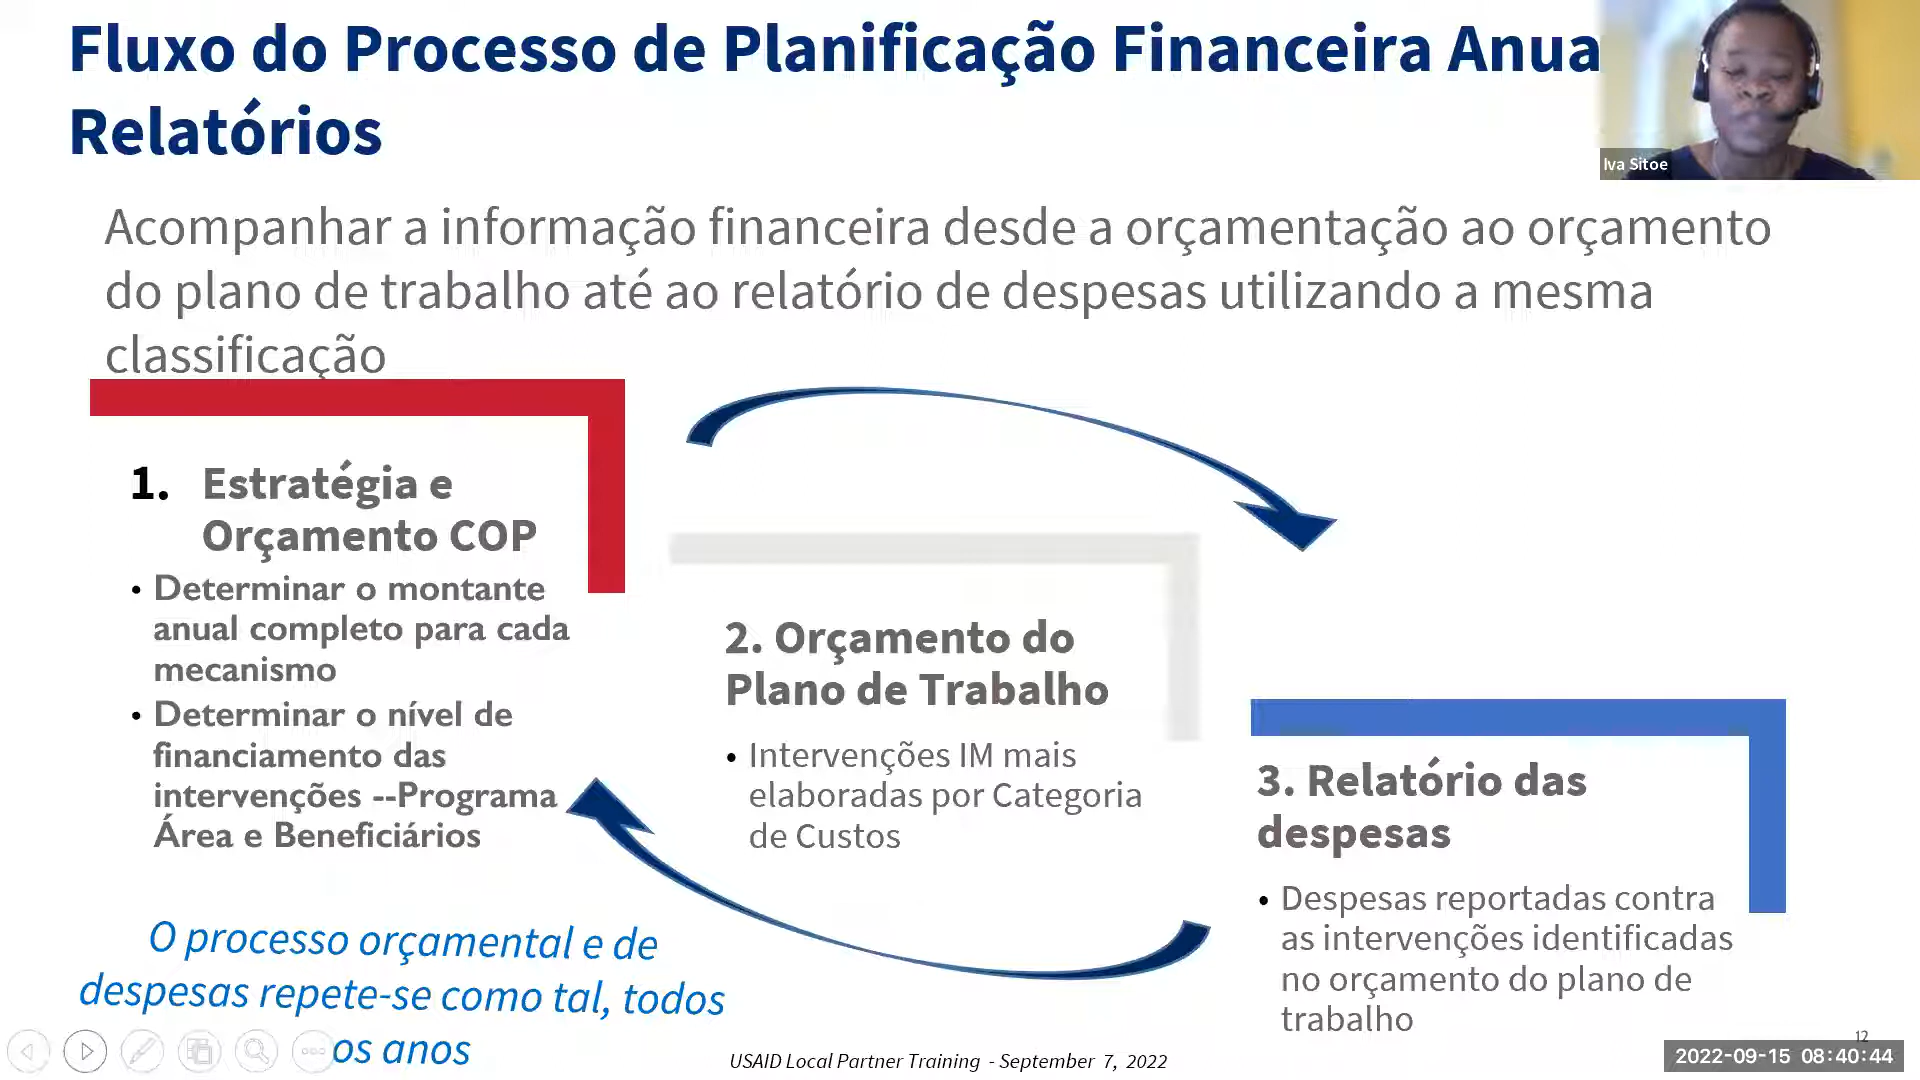 Fluxo do Processo de Planificação Financeira Anua
Relatórios
Iva Sitoe
Acompanhar a informação financeira desde a orçamentação ao orçamento
do plano de trabalho até ao relatório de despesas utilizando a mesma
classificação
1. Estratégia e
Orçamento COP
• Determinar o montante
anual completo para cada
mecanismo
• Determinar o nível de
financiamento das
intervenções --Programa
Área e Beneficiários
2. Orçamento do
Plano de Trabalho
• Intervenções IM mais
elaboradas por Categoria
de Custos
3. Relatório das
despesas
• Despesas reportadas contra
as intervenções identificadas
no orçamento do plano de
trabalho
O processo orçamental e de
despesas repete-se como tal, todos
os anos
USAID Local Partner Training - September 7, 2022
12
2022-09-15 08:40:44